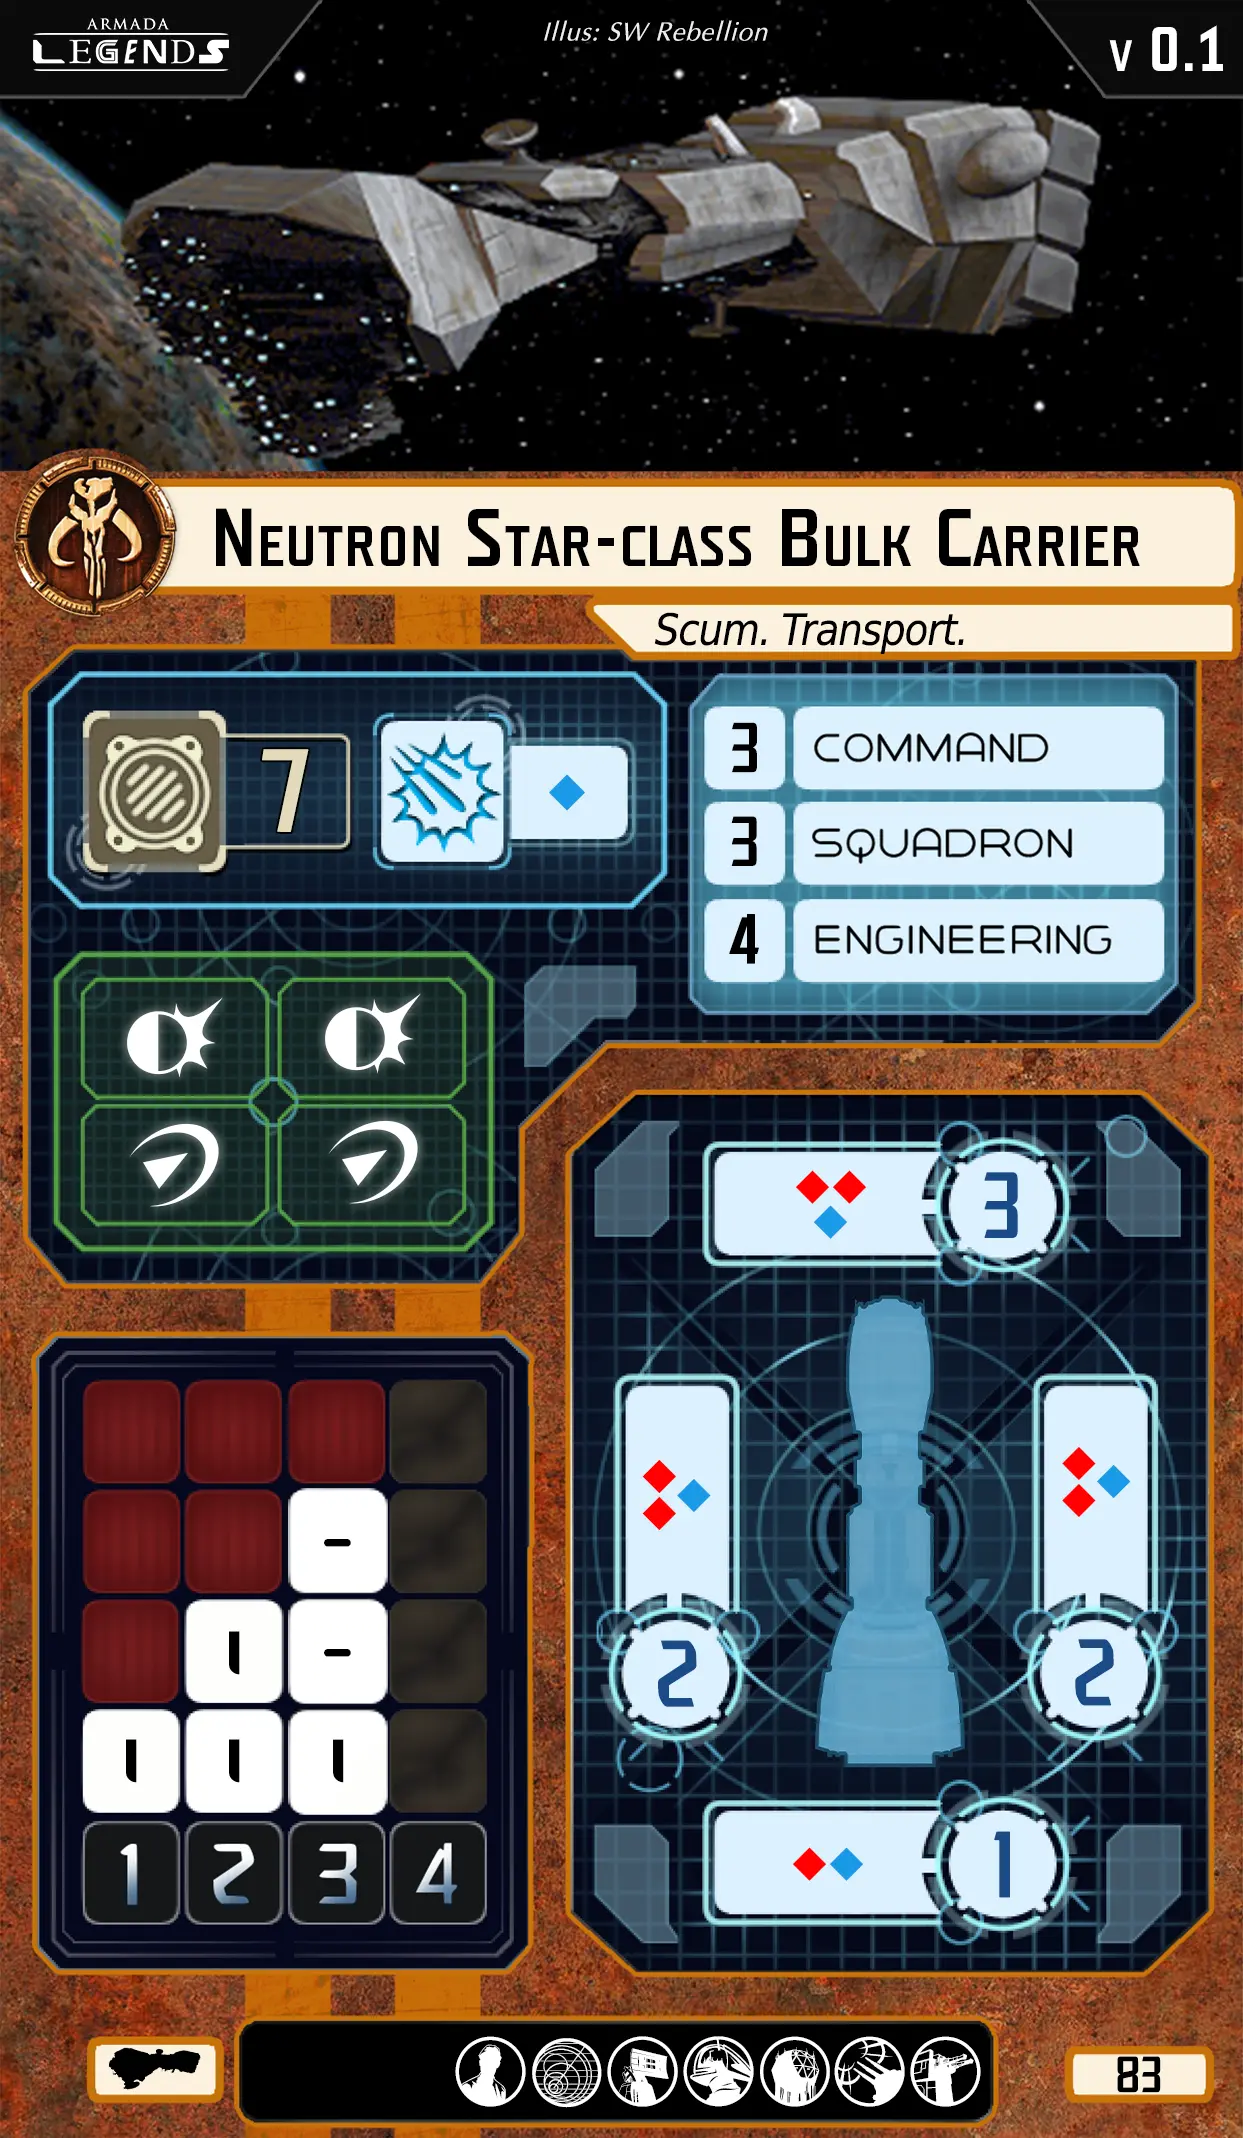 ARMADA
LEGENDS
Illus: SW Rebellion
v 0.1
Neutron Star-class Bulk Carrier
Scum. Transport.
7
3 COMMAND
3 SQUADRON
4 ENGINEERING
3
2
2
1
-
1 -
1 1 1
1 2 3 4
83